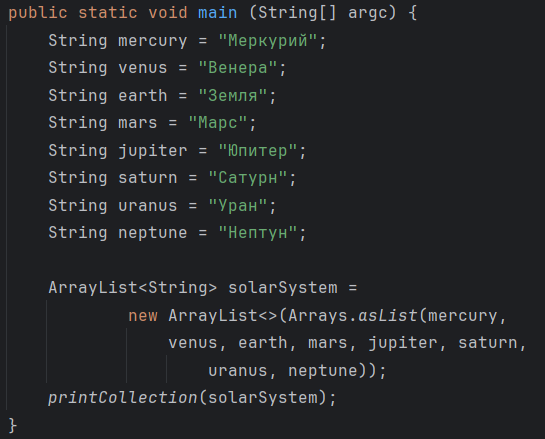 public static void main (String[] argc) {
String mercury = "Меркурий";
String venus = "Венера";
String earth = "Земля";
String mars = "Марс";
String jupiter = "Юпитер";
String saturn = "Сатурн";
String uranus = "Уран";
String neptune = "Нептун";
ArrayList<String> solarSystem =
new ArrayList<>(Arrays.asList(mercury,
venus, earth, mars, jupiter, saturn,
uranus, neptune));
printCollection(solarSystem);
}